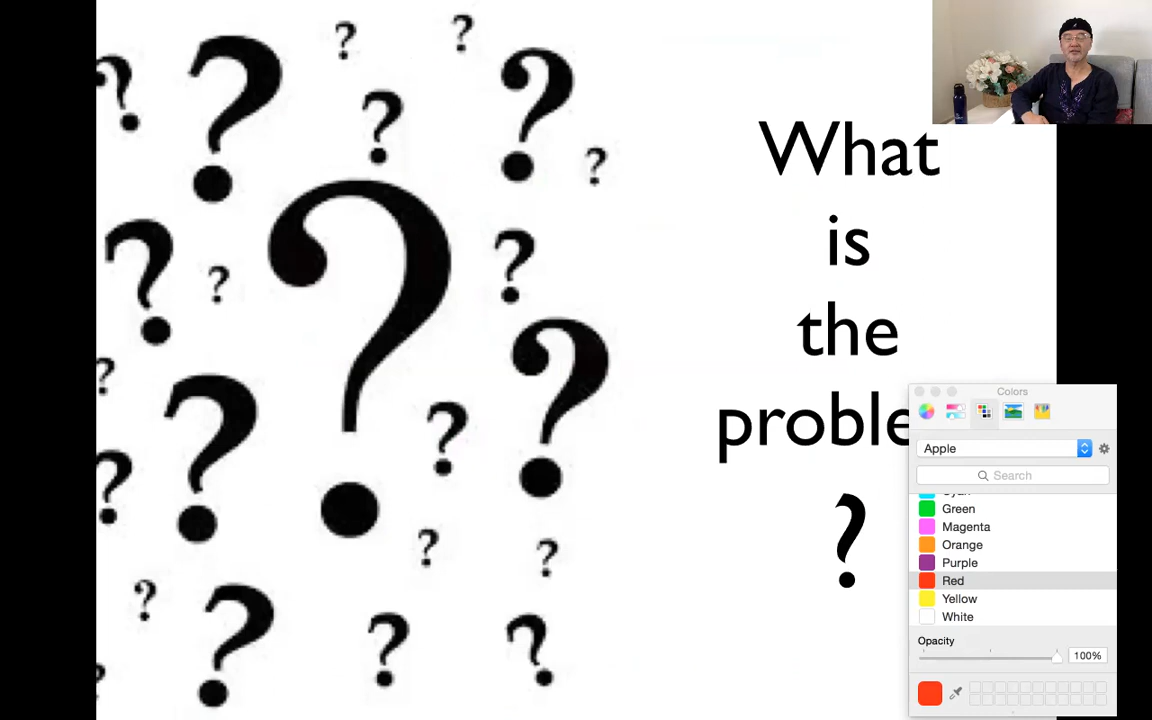 What
is
the
proble
?
Colors
Apple
Search
Green
Magenta
Orange
Purple
Red
Yellow
White
Opacity
100%